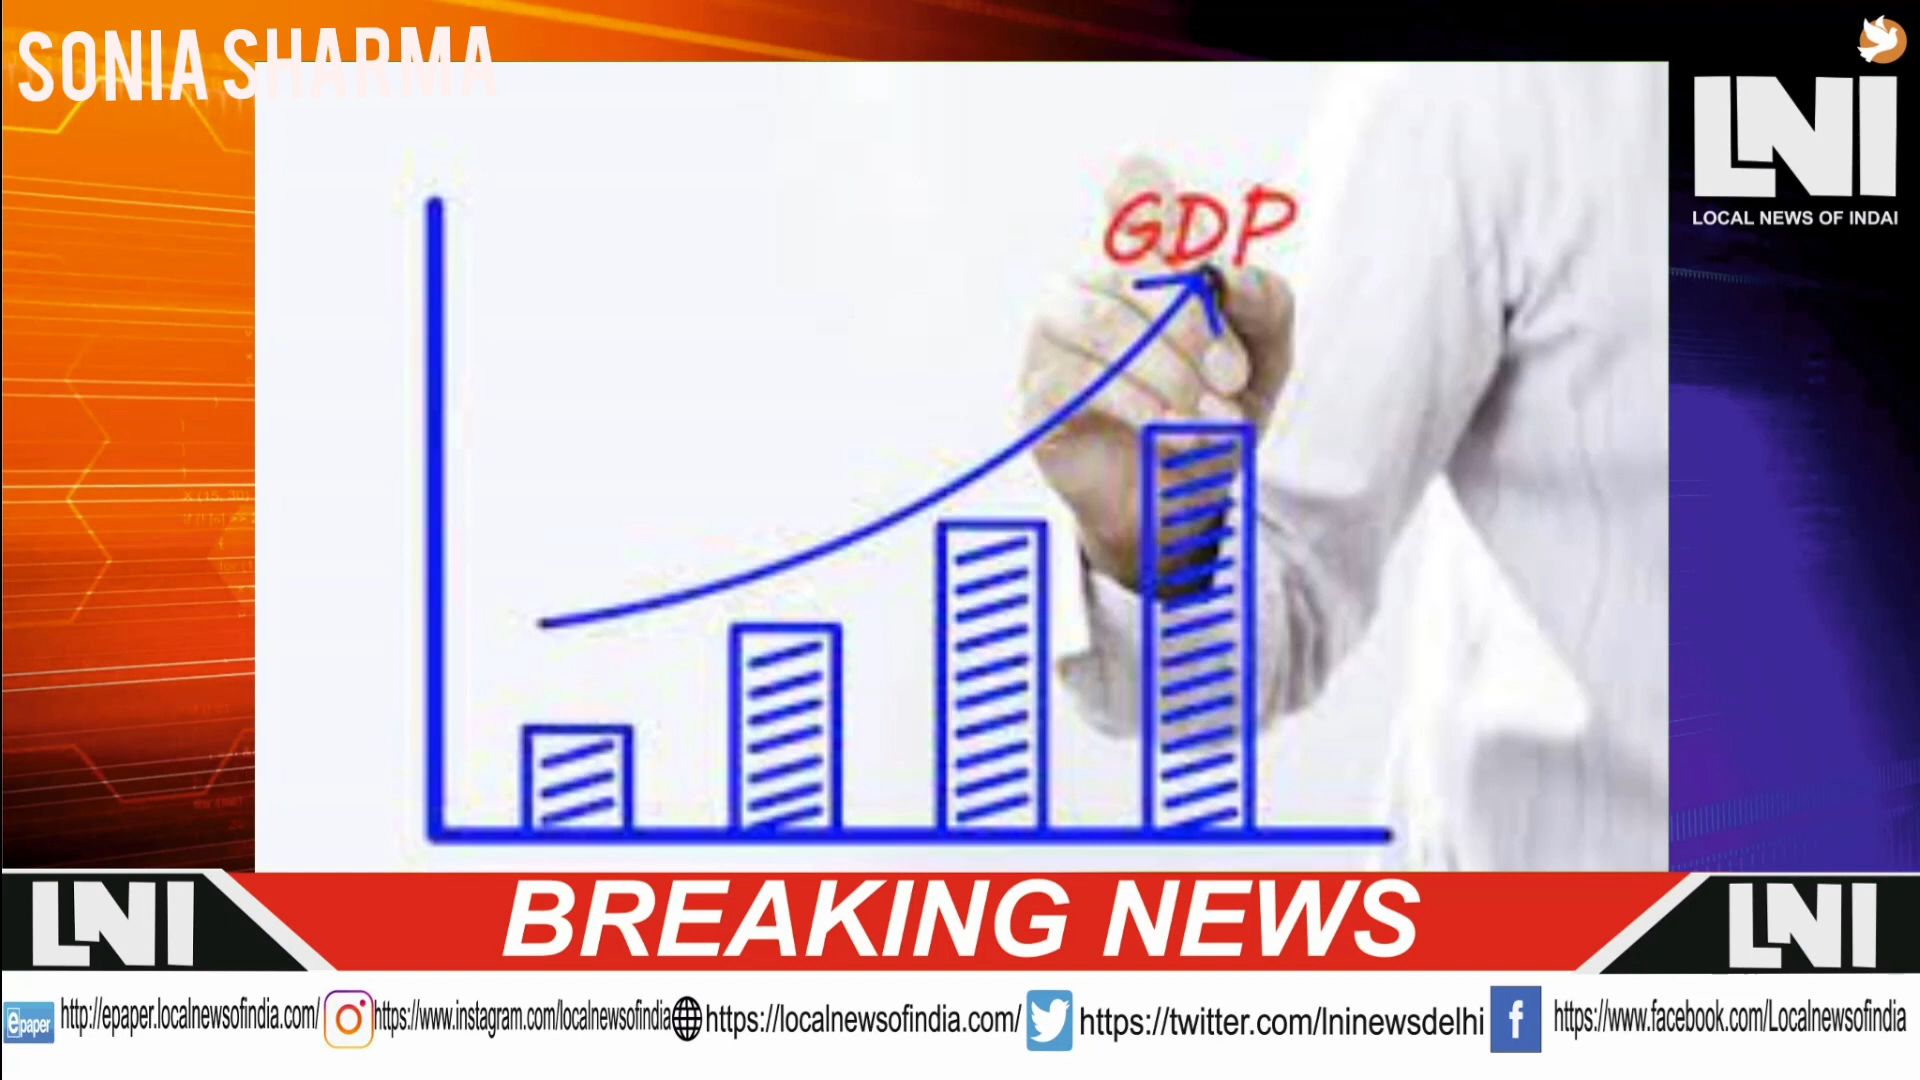 SONIA SHARMA
LNI
LOCAL NEWS OF INDAI
GDP
LNI
BREAKING NEWS
LNI
epaper
http://epaper.localnewsofindia.com/
https://www.instagram.com/localnewsofindia
https://localnewsofindia.com/
https://twitter.com/lninewsdelhi
f
https://www.facebook.com/Localnewsofindia